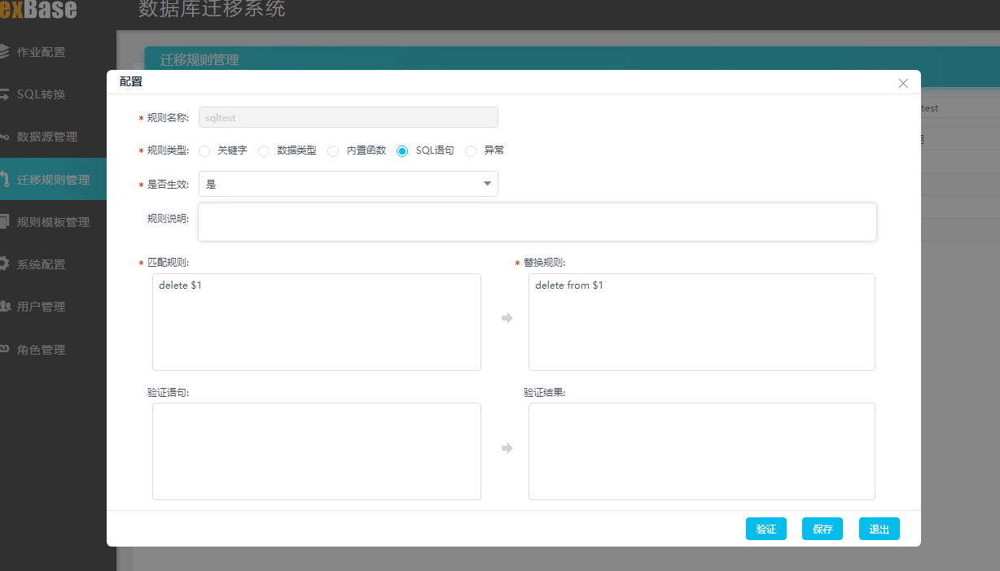 exBase
数据库迁移系统
作业配置
SQL转换
数据源管理
迁移规则管理
规则模板管理
系统配置
用户管理
角色管理
迁移规则管理
test
配置
* 规则名称: sqltest
* 规则类型: 关键字 数据类型 内置函数 SQL语句 异常
* 是否生效: 是
规则说明:
* 匹配规则: * 替换规则:
delete $1 delete from $1
验证语句: 验证结果:
验证 保存 退出